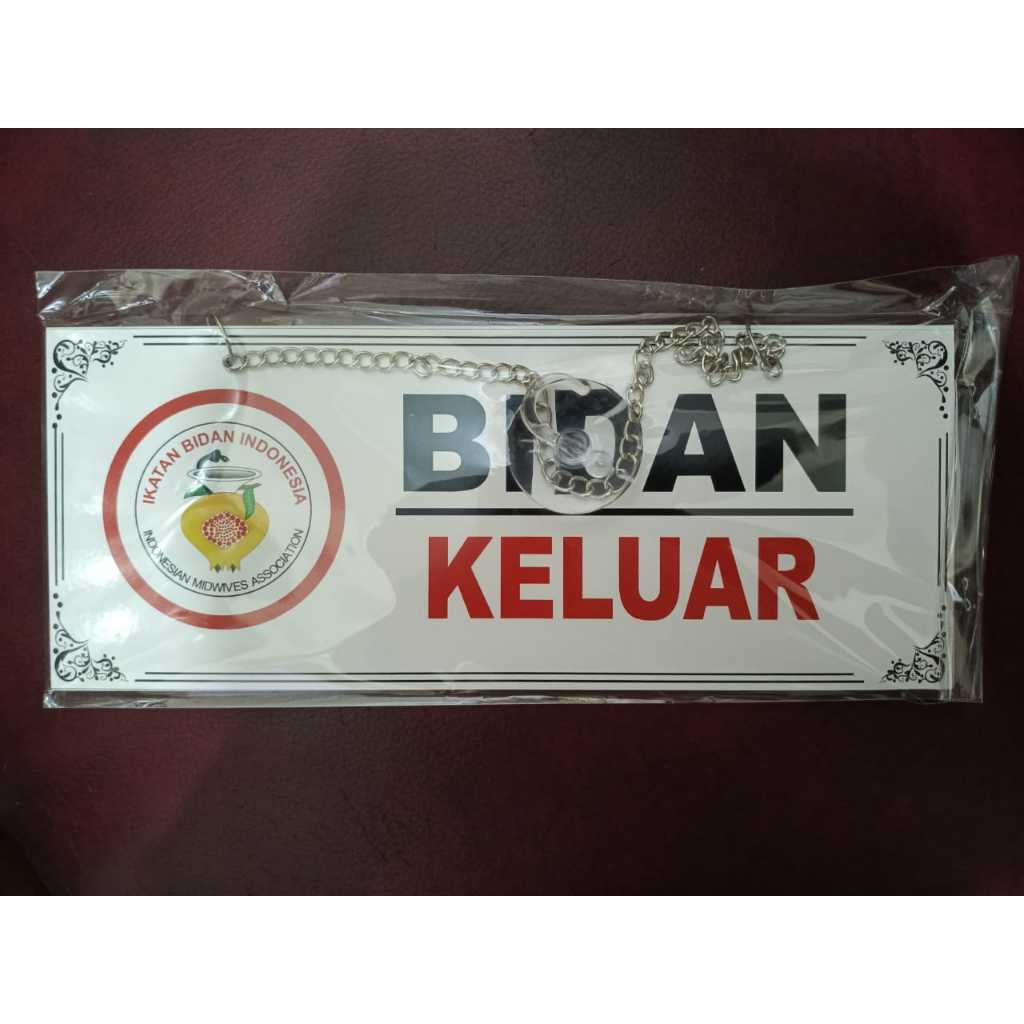 IKATAN BIDAN INDONESIA
INDONESIAN MIDWIVES ASSOCIATION
BIDAN
KELUAR